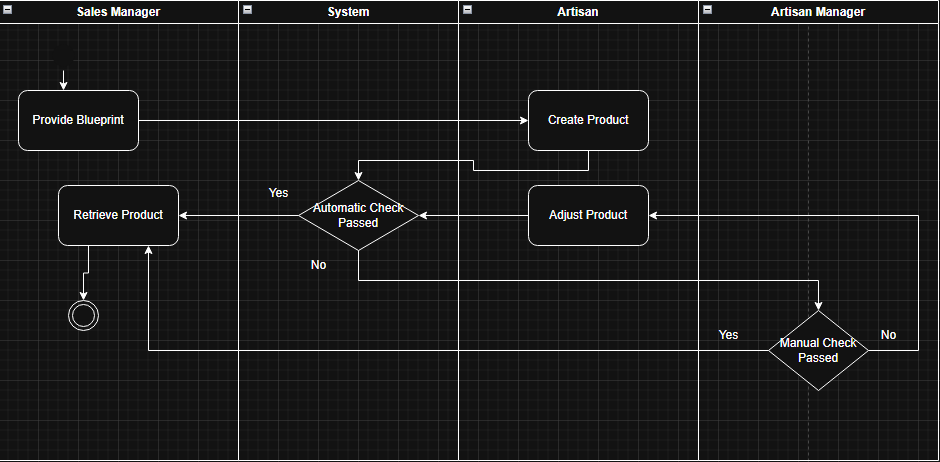 Sales Manager
System
Artisan
Artisan Manager
Provide Blueprint
Create Product
Yes
Retrieve Product
Automatic Check
Passed
Adjust Product
No
Yes
Manual Check
Passed
No